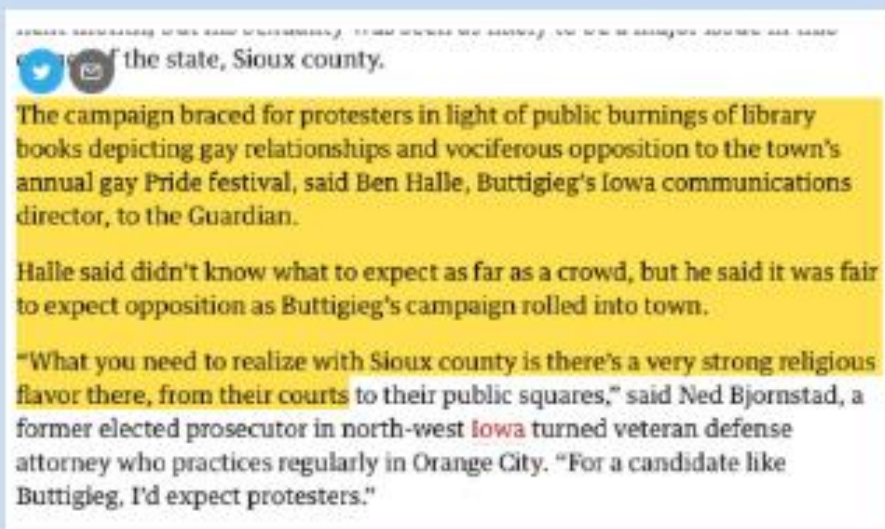 of the state, Sioux county.
The campaign braced for protesters in light of public burnings of library
books depicting gay relationships and vociferous opposition to the town's
annual gay Pride festival, said Ben Halle, Buttigieg's Iowa communications
director, to the Guardian.
Halle said didn't know what to expect as far as a crowd, but he said it was fair
to expect opposition as Buttigieg's campaign rolled into town.
“What you need to realize with Sioux county is there's a very strong religious
flavor there, from their courts to their public squares,” said Ned Bjornstad, a
former elected prosecutor in north-west Iowa turned veteran defense
attorney who practices regularly in Orange City. “For a candidate like
Buttigieg, I'd expect protesters.”